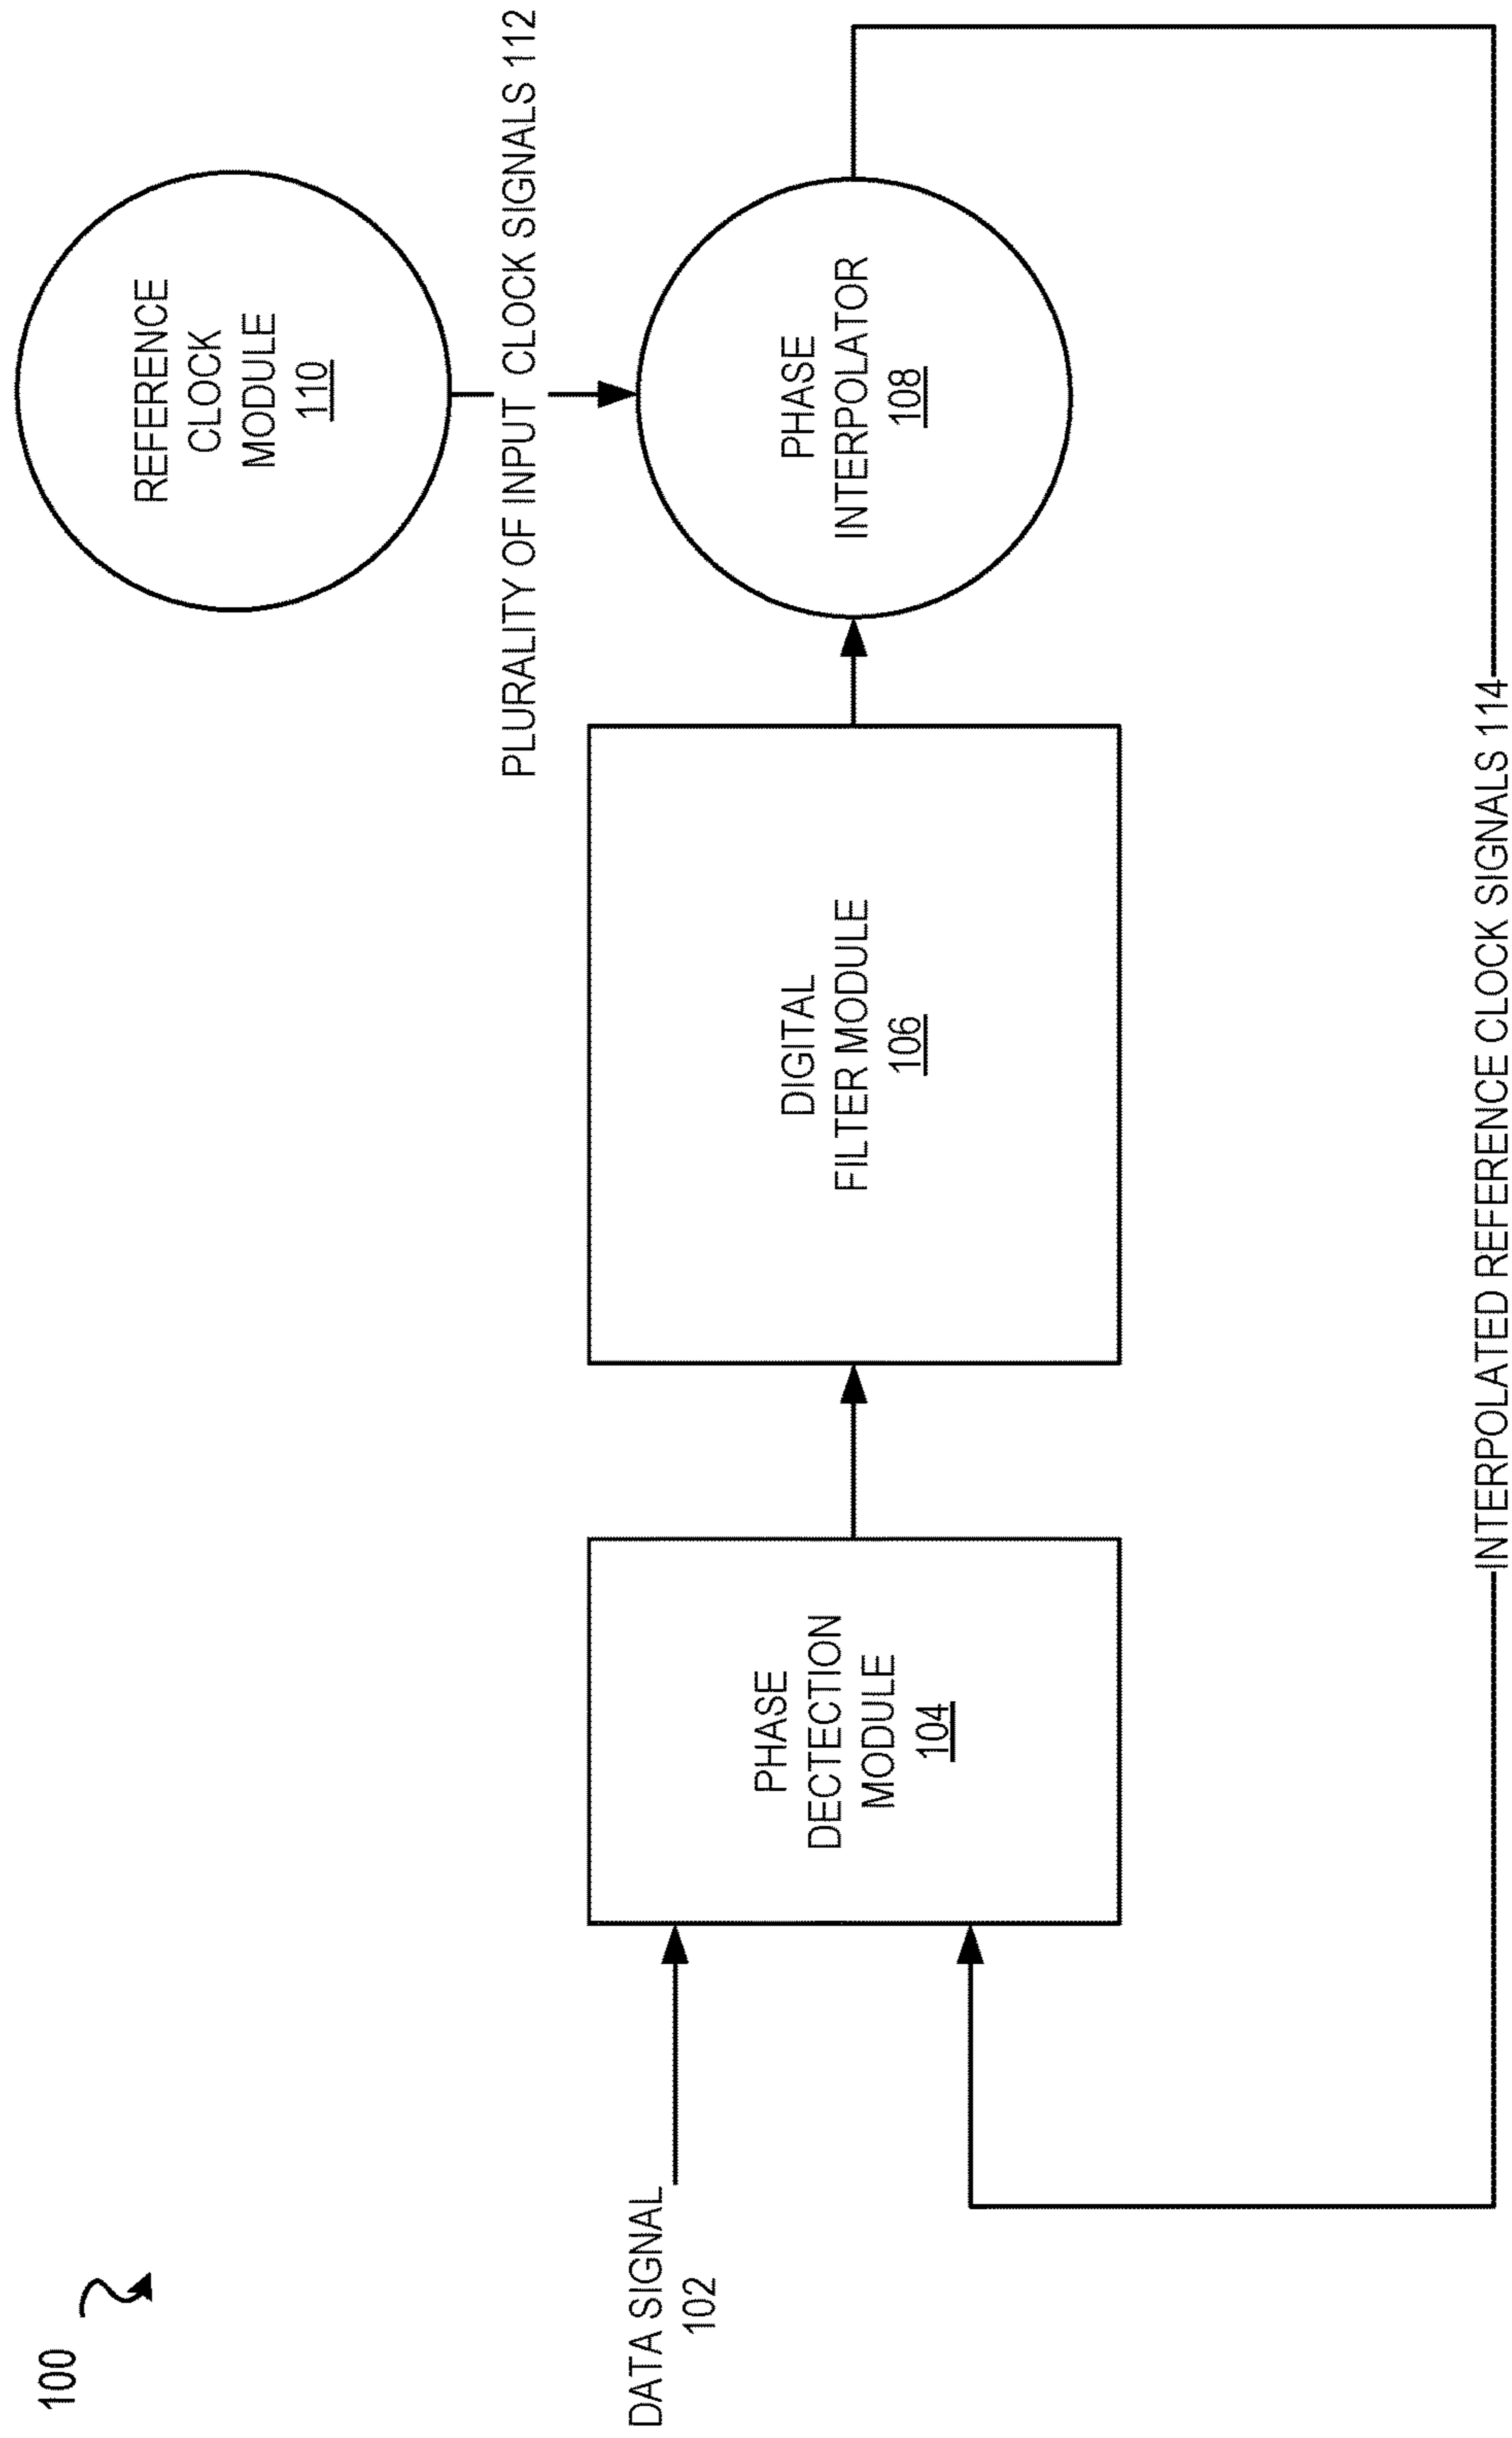 100
REFERENCE
CLOCK
MODULE
110
PLURALITY OF INPUT CLOCK SIGNALS 112
DATA SIGNAL
102
PHASE
DECTECTION
MODULE
104
DIGITAL
FILTER MODULE
106
PHASE
INTERPOLATOR
108
INTERPOLATED REFERENCE CLOCK SIGNALS 114